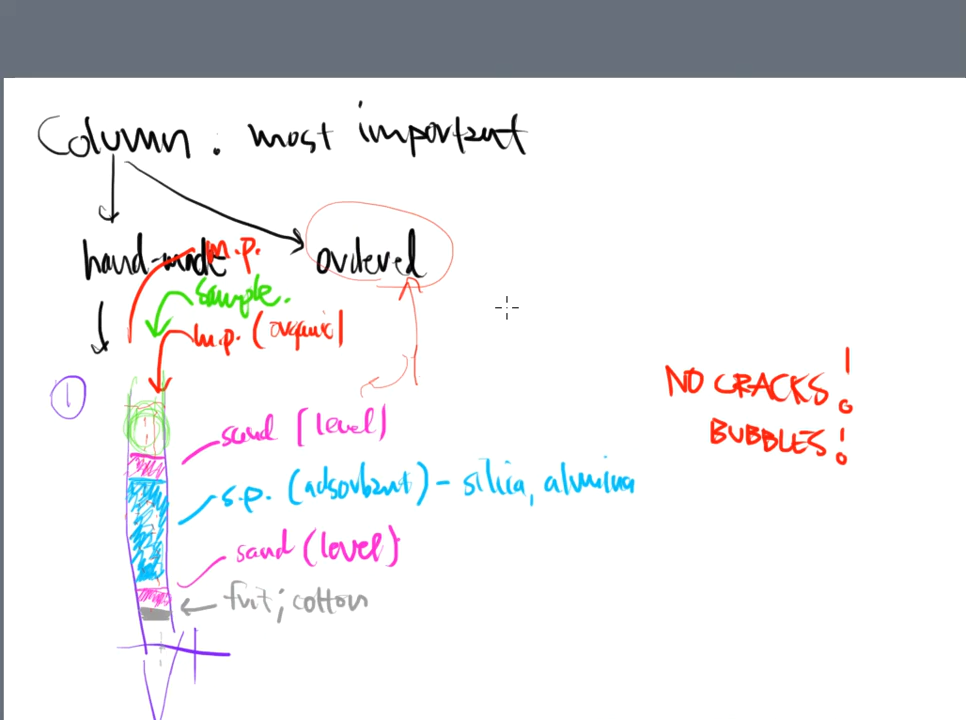 Column: most important
hand-made
ordered
m.p.
sample.
m.p. (organic)
①
NO CRACKS!
BUBBLES!
sand (level)
s.p. (adsorbant) - silica, alumina
sand (level)
frit; cotton